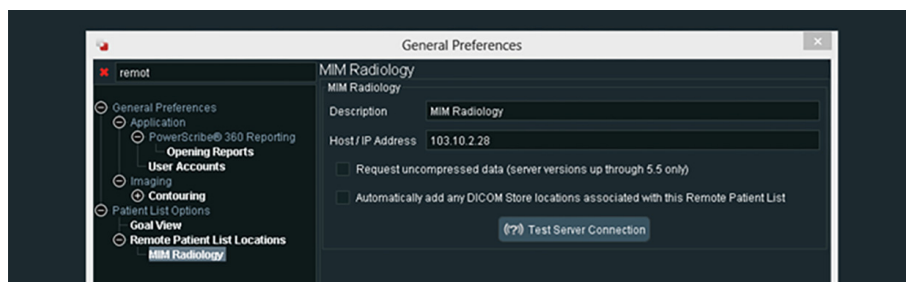 General Preferences
remot
MIM Radiology
MIM Radiology
Description MIM Radiology
Host / IP Address 103.10.2.28
Request uncompressed data (server versions up through 5.5 only)
Automatically add any DICOM Store locations associated with this Remote Patient List
Test Server Connection
General Preferences
Application
PowerScribe® 360 Reporting
Opening Reports
User Accounts
Imaging
Contouring
Patient List Options
Goal View
Remote Patient List Locations
MIM Radiology